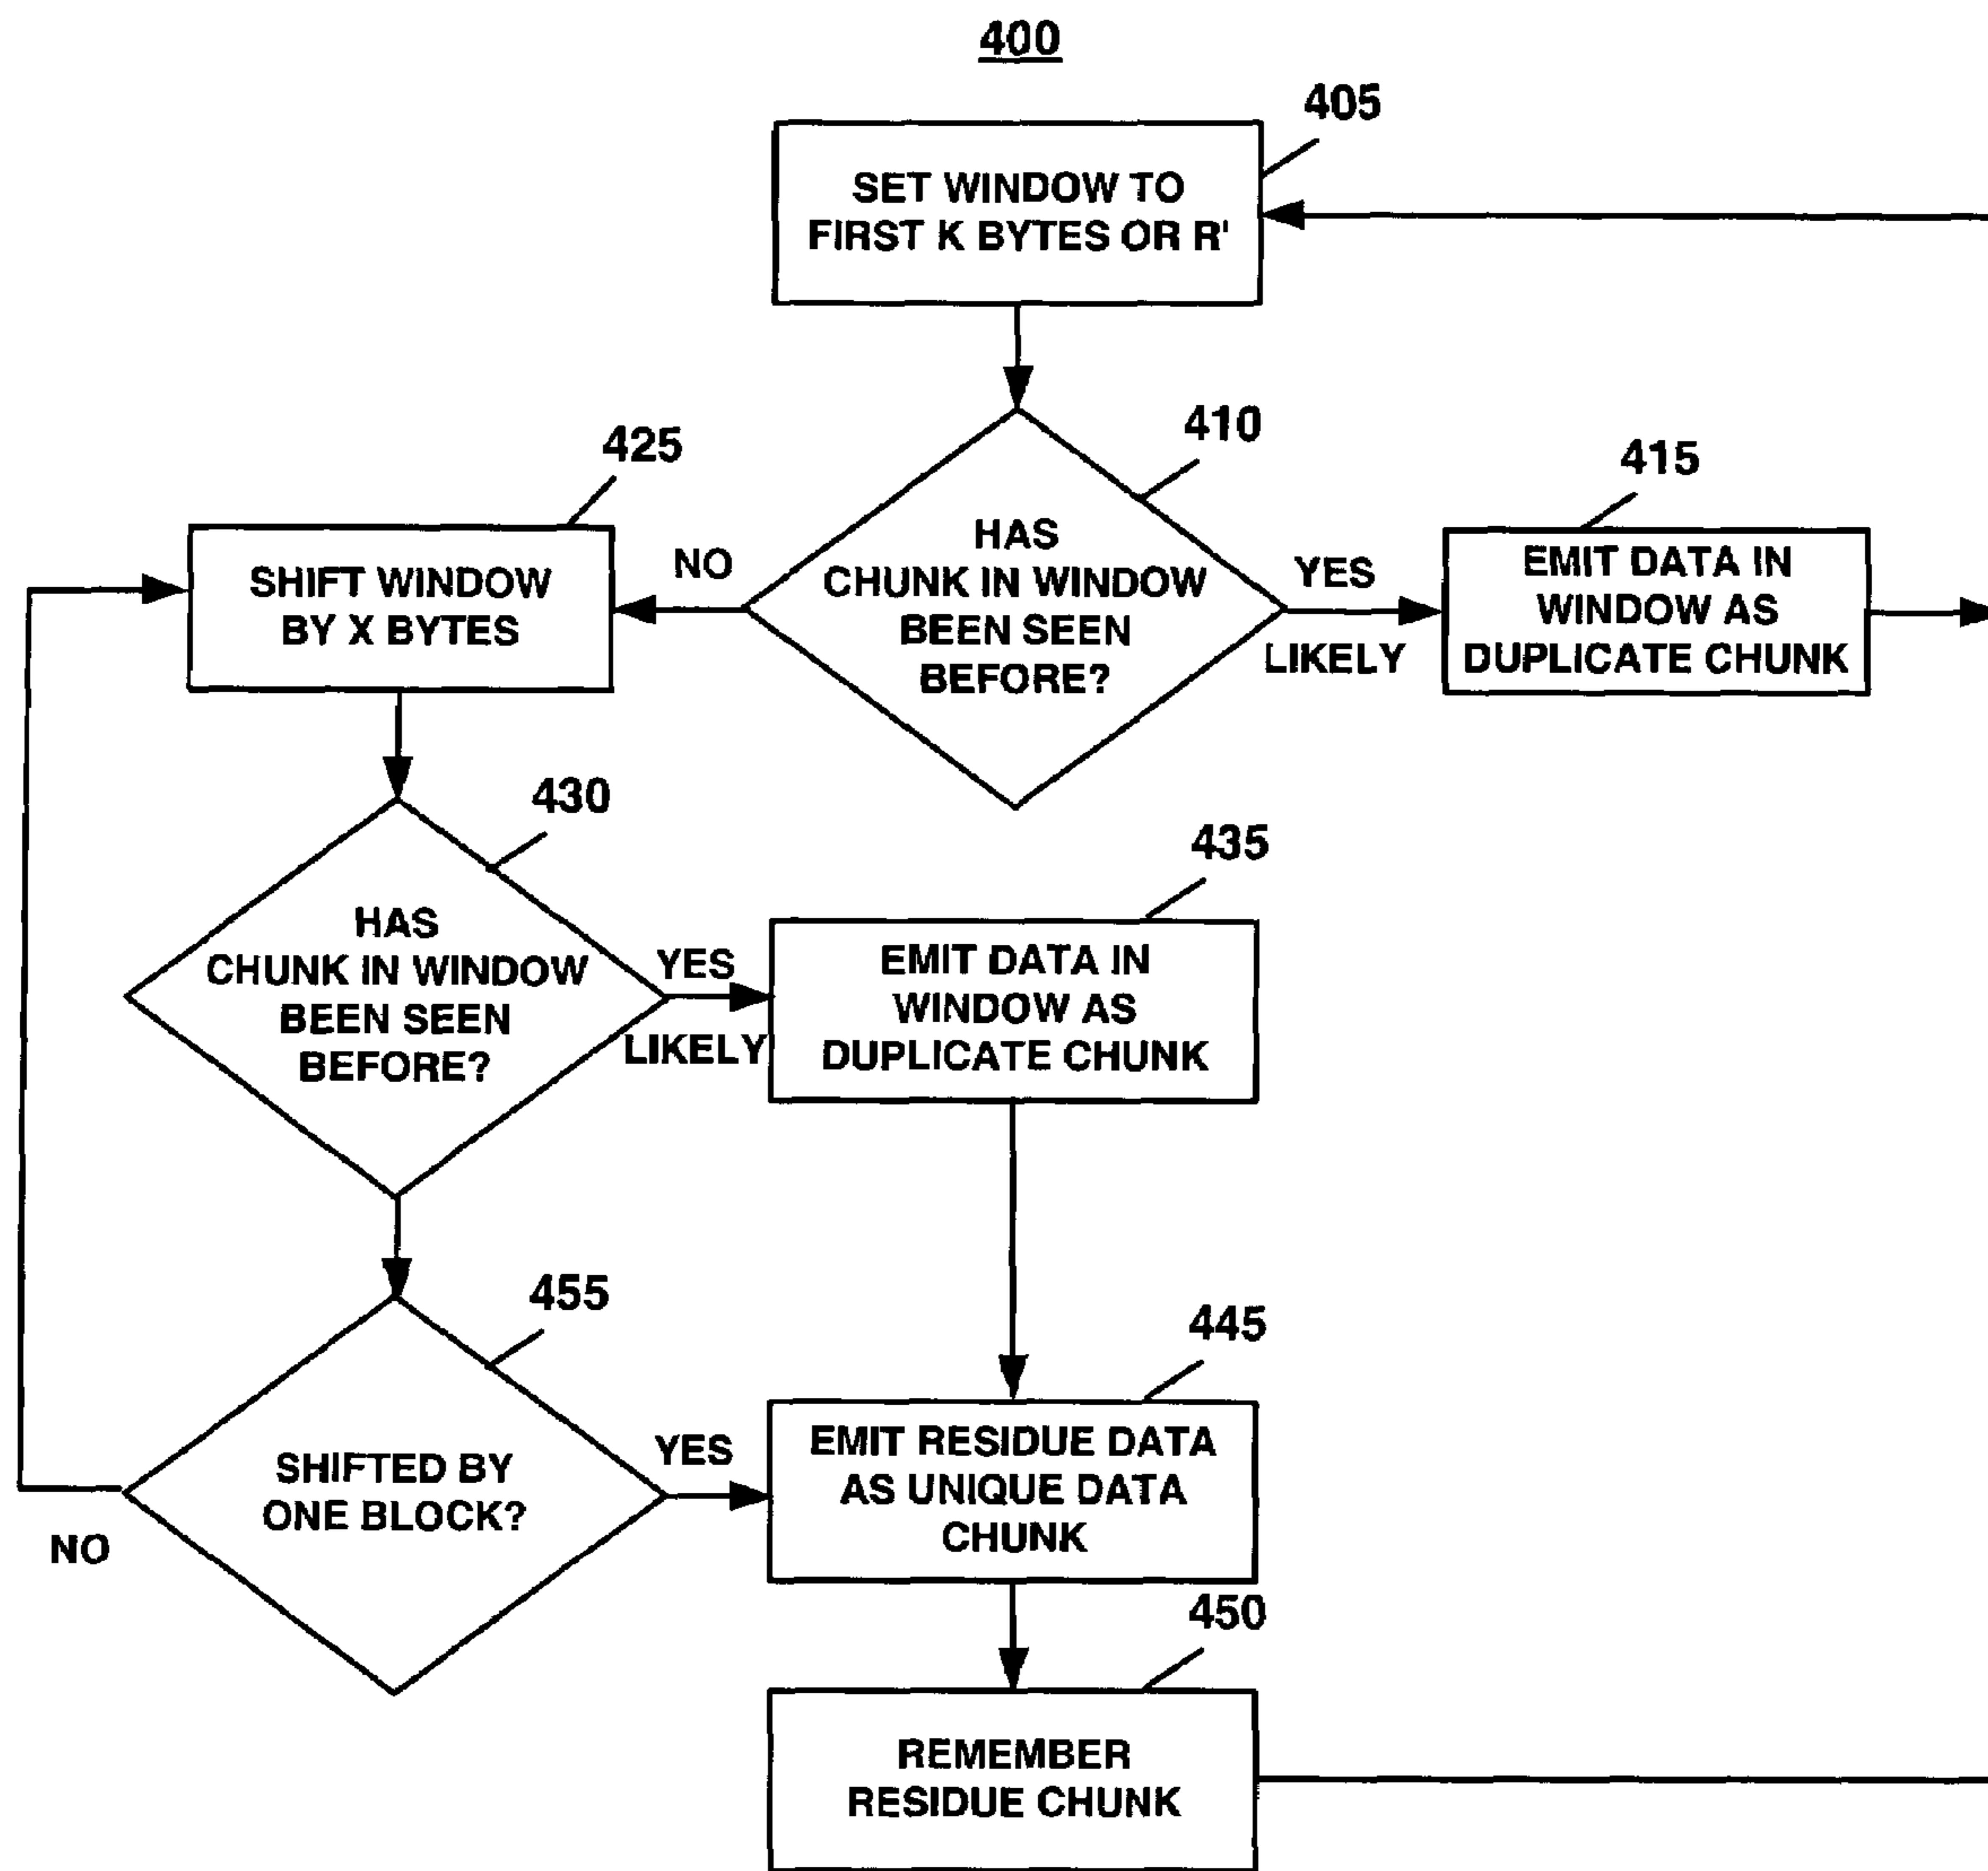 400
405
SET WINDOW TO
FIRST K BYTES OR R'
410
HAS
CHUNK IN WINDOW
BEEN SEEN
BEFORE?
YES
LIKELY
415
EMIT DATA IN
WINDOW AS
DUPLICATE CHUNK
NO
425
SHIFT WINDOW
BY X BYTES
430
HAS
CHUNK IN WINDOW
BEEN SEEN
BEFORE?
YES
LIKELY
435
EMIT DATA IN
WINDOW AS
DUPLICATE CHUNK
455
SHIFTED BY
ONE BLOCK?
NO
YES
445
EMIT RESIDUE DATA
AS UNIQUE DATA
CHUNK
450
REMEMBER
RESIDUE CHUNK